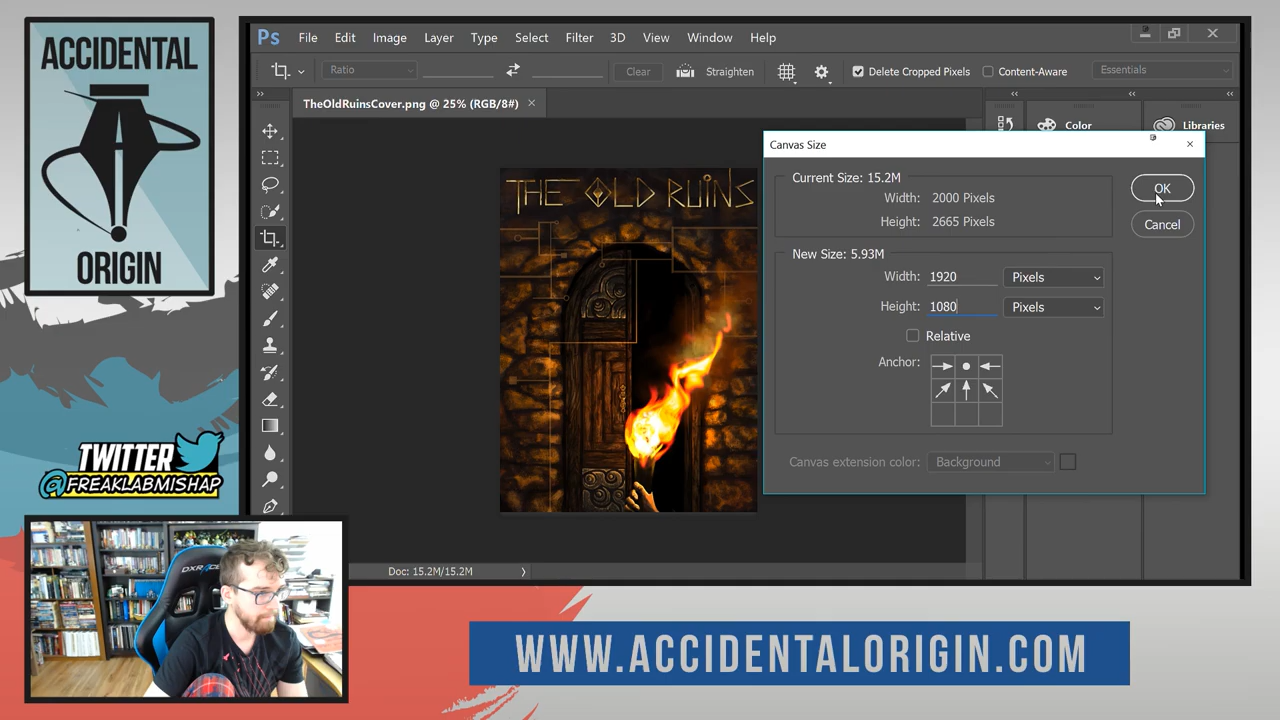 ACCIDENTAL
ORIGIN
TWITTER
@FREAKLABMISHAP
DXRACER
Ps File Edit Image Layer Type Select Filter 3D View Window Help
Ratio Clear Straighten Delete Cropped Pixels Content-Aware Essentials
TheOldRuinsCover.png @ 25% (RGB/8#) ×
Color Libraries
THE OLD RUINS
Canvas Size
Current Size: 15.2M
Width: 2000 Pixels
Height: 2665 Pixels
OK
Cancel
New Size: 5.93M
Width: 1920 Pixels
Height: 1080 Pixels
Relative
Anchor:
Canvas extension color: Background
Doc: 15.2M/15.2M
WWW.ACCIDENTALORIGIN.COM